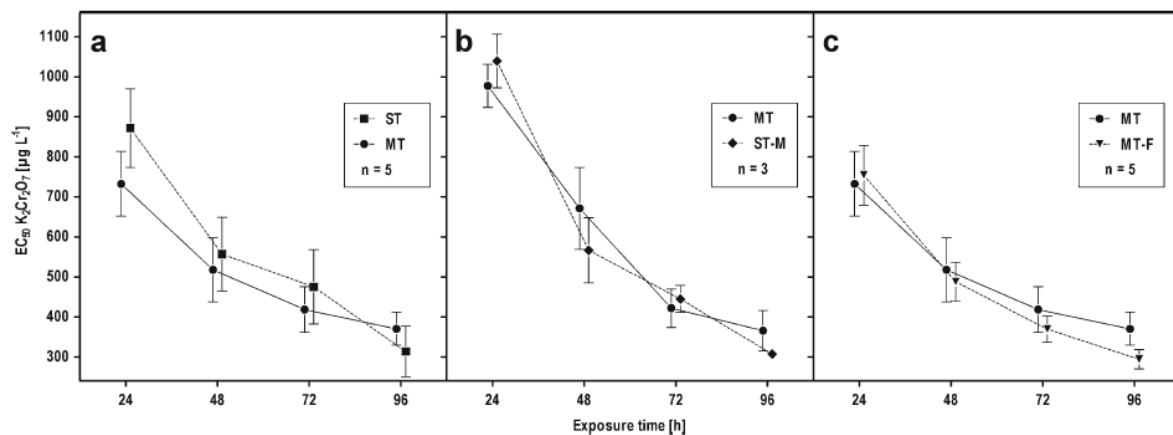 a
b
c
1100
1000
900
800
700
600
500
400
300
EC50 K2Cr2O7 [µg L-1]
ST
MT
n = 5
MT
ST-M
n = 3
MT
MT-F
n = 5
24 48 72 96
24 48 72 96
24 48 72 96
Exposure time [h]